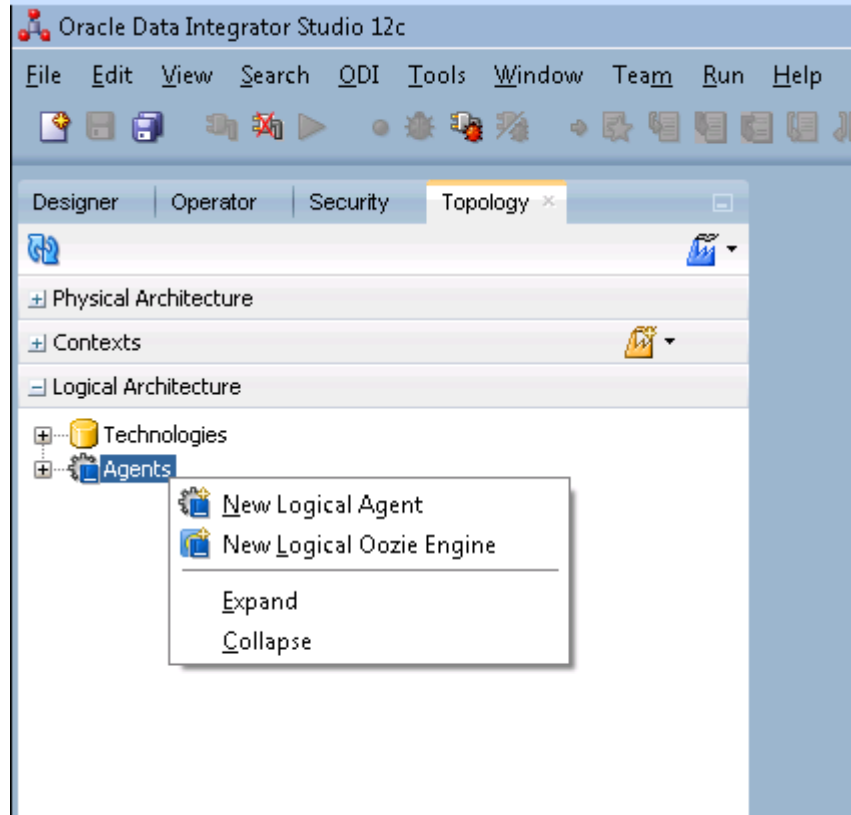 Oracle Data Integrator Studio 12c
File Edit View Search ODI Tools Window Team Run Help
Designer Operator Security Topology
Physical Architecture
Contexts
Logical Architecture
Technologies
Agents
New Logical Agent
New Logical Oozie Engine
Expand
Collapse